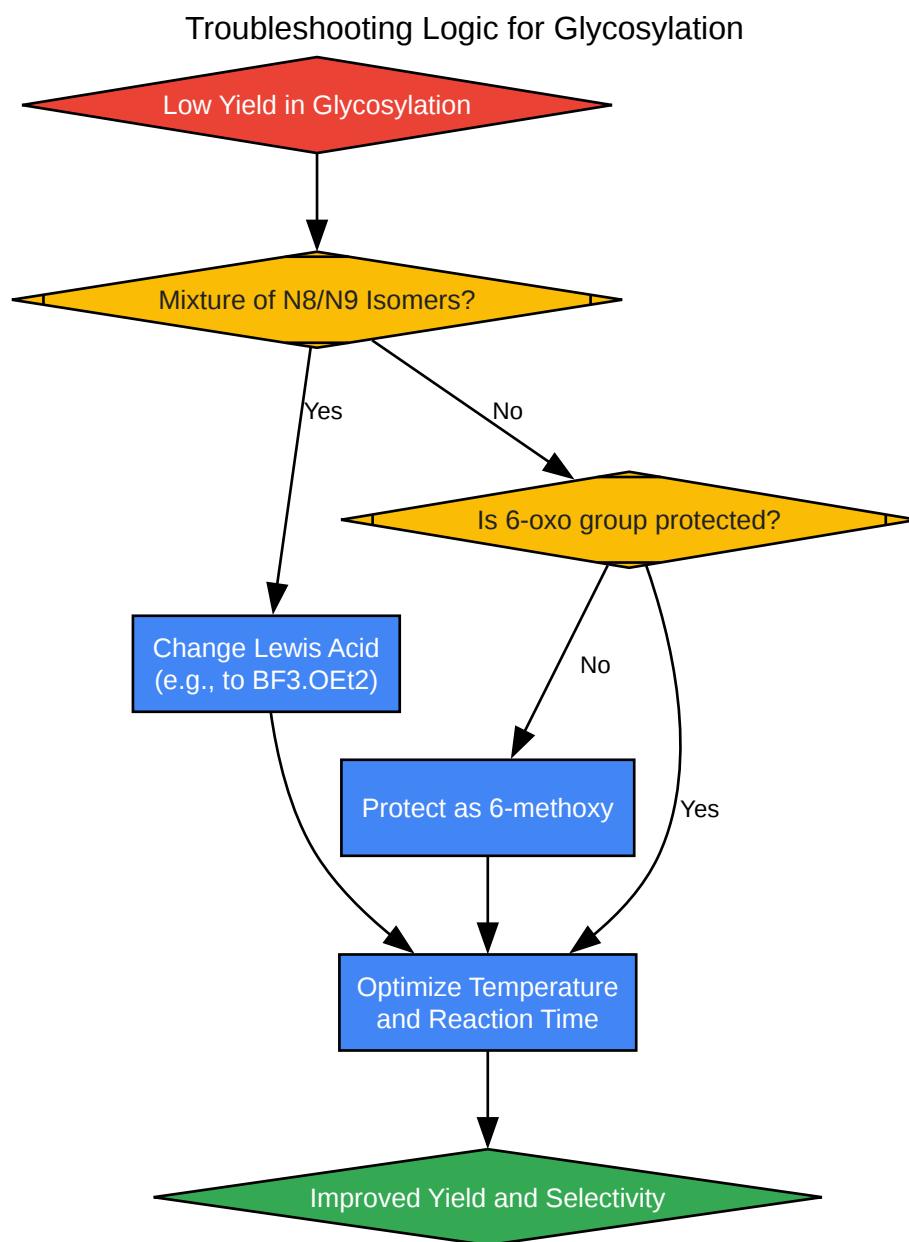 Troubleshooting Logic for Glycosylation
Low Yield in Glycosylation
Mixture of N8/N9 Isomers?
Yes
No
Is 6-oxo group protected?
Change Lewis Acid
(e.g., to BF3.OEt2)
No
Protect as 6-methoxy
Yes
Optimize Temperature
and Reaction Time
Improved Yield and Selectivity